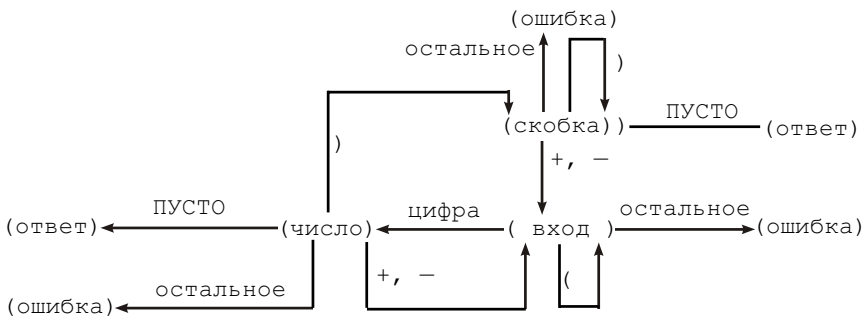 (ошибка)
остальное
)
ПУСТО
(скобка))
(ответ)
)
+, −
ПУСТО
цифра
остальное
(ответ)
(число)
( вход )
(ошибка)
+, −
(
остальное
(ошибка)